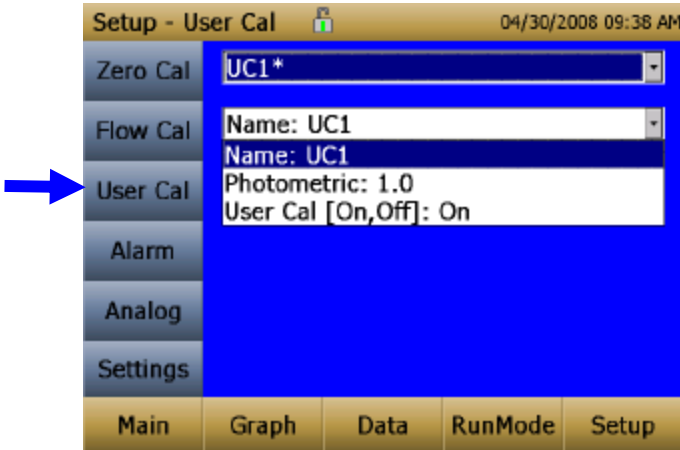 Setup - User Cal 04/30/2008 09:38 AM
Zero Cal
UC1*
Flow Cal
Name: UC1
Name: UC1
User Cal
Photometric: 1.0
User Cal [On,Off]: On
Alarm
Analog
Settings
Main Graph Data RunMode Setup